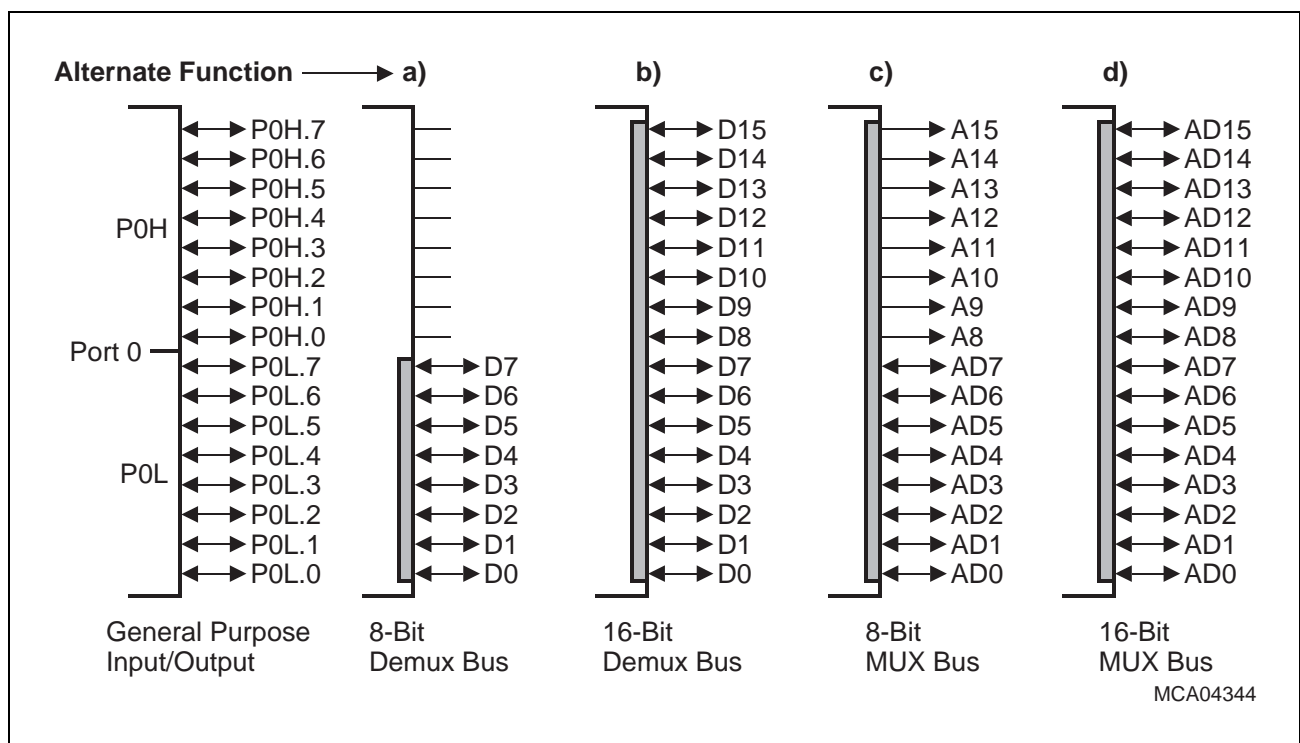 Alternate Function a) b) c) d)
P0H.7 D15 A15 AD15
P0H.6 D14 A14 AD14
P0H.5 D13 A13 AD13
P0H.4 D12 A12 AD12
P0H
P0H.3 D11 A11 AD11
P0H.2 D10 A10 AD10
P0H.1 D9 A9 AD9
P0H.0 D8 A8 AD8
Port 0
P0L.7 D7 D7 AD7 AD7
P0L.6 D6 D6 AD6 AD6
P0L.5 D5 D5 AD5 AD5
P0L.4 D4 D4 AD4 AD4
P0L
P0L.3 D3 D3 AD3 AD3
P0L.2 D2 D2 AD2 AD2
P0L.1 D1 D1 AD1 AD1
P0L.0 D0 D0 AD0 AD0
General Purpose 8-Bit 16-Bit 8-Bit 16-Bit
Input/Output Demux Bus Demux Bus MUX Bus MUX Bus
MCA04344